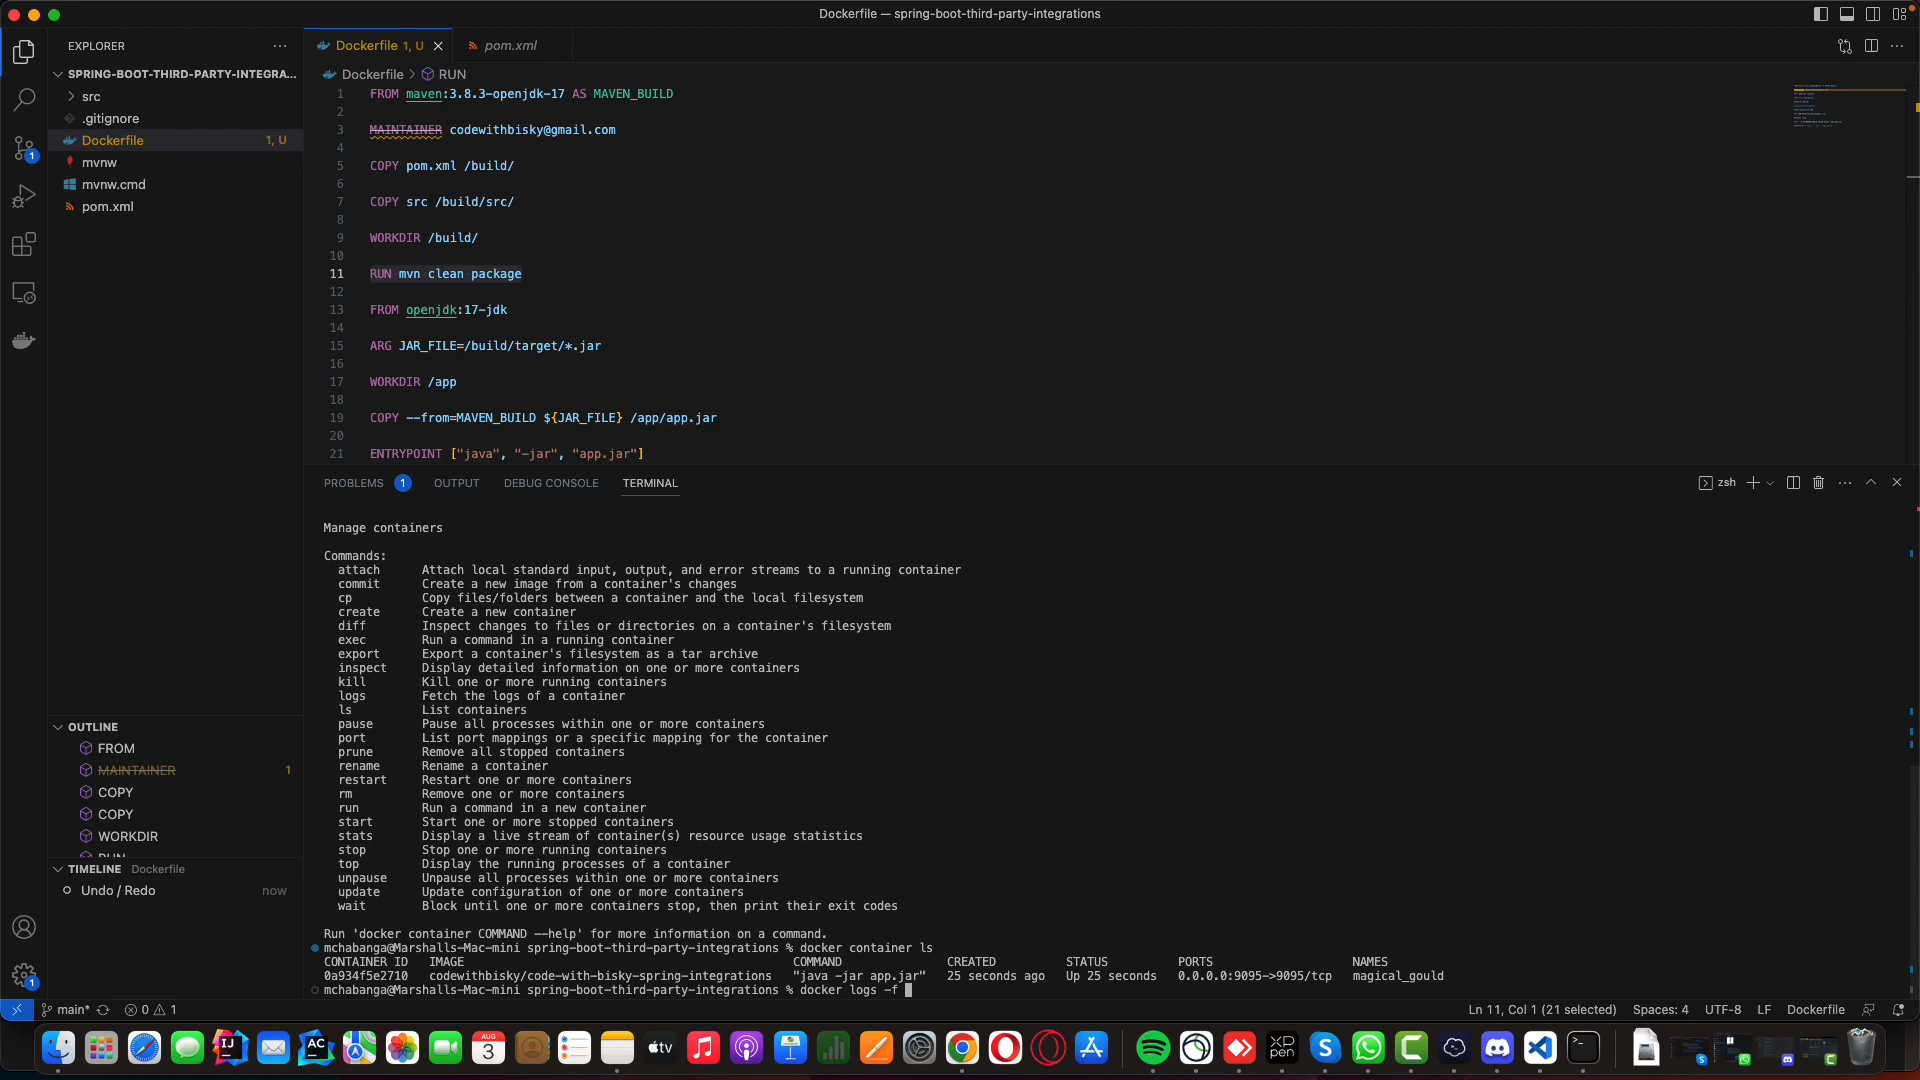 Dockerfile — spring-boot-third-party-integrations
EXPLORER
SPRING-BOOT-THIRD-PARTY-INTEGRA...
src
.gitignore
Dockerfile 1, U
mvnw
mvnw.cmd
pom.xml
OUTLINE
FROM
MAINTAINER 1
COPY
COPY
WORKDIR
RUN
TIMELINE Dockerfile
Undo / Redo now
Dockerfile 1, U
pom.xml
Dockerfile > RUN
1 FROM maven:3.8.3-openjdk-17 AS MAVEN_BUILD
2
3 MAINTAINER codewithbisky@gmail.com
4
5 COPY pom.xml /build/
6
7 COPY src /build/src/
8
9 WORKDIR /build/
10
11 RUN mvn clean package
12
13 FROM openjdk:17-jdk
14
15 ARG JAR_FILE=/build/target/*.jar
16
17 WORKDIR /app
18
19 COPY --from=MAVEN_BUILD ${JAR_FILE} /app/app.jar
20
21 ENTRYPOINT ["java", "-jar", "app.jar"]
PROBLEMS 1 OUTPUT DEBUG CONSOLE TERMINAL
zsh
Manage containers
Commands:
attach Attach local standard input, output, and error streams to a running container
commit Create a new image from a container's changes
cp Copy files/folders between a container and the local filesystem
create Create a new container
diff Inspect changes to files or directories on a container's filesystem
exec Run a command in a running container
export Export a container's filesystem as a tar archive
inspect Display detailed information on one or more containers
kill Kill one or more running containers
logs Fetch the logs of a container
ls List containers
pause Pause all processes within one or more containers
port List port mappings or a specific mapping for the container
prune Remove all stopped containers
rename Rename a container
restart Restart one or more containers
rm Remove one or more containers
run Run a command in a new container
start Start one or more stopped containers
stats Display a live stream of container(s) resource usage statistics
stop Stop one or more running containers
top Display the running processes of a container
unpause Unpause all processes within one or more containers
update Update configuration of one or more containers
wait Block until one or more containers stop, then print their exit codes
Run 'docker container COMMAND --help' for more information on a command.
mchabanga@Marshalls-Mac-mini spring-boot-third-party-integrations % docker container ls
CONTAINER ID IMAGE COMMAND CREATED STATUS PORTS NAMES
0a934f5e2710 codewithbisky/code-with-bisky-spring-integrations "java -jar app.jar" 25 seconds ago Up 25 seconds 0.0.0.0:9095->9095/tcp magical_gould
mchabanga@Marshalls-Mac-mini spring-boot-third-party-integrations % docker logs -f
1
1
main* 0 1
Ln 11, Col 1 (21 selected) Spaces: 4 UTF-8 LF Dockerfile
IJ
AC
AUG
3
tv
XP
pen